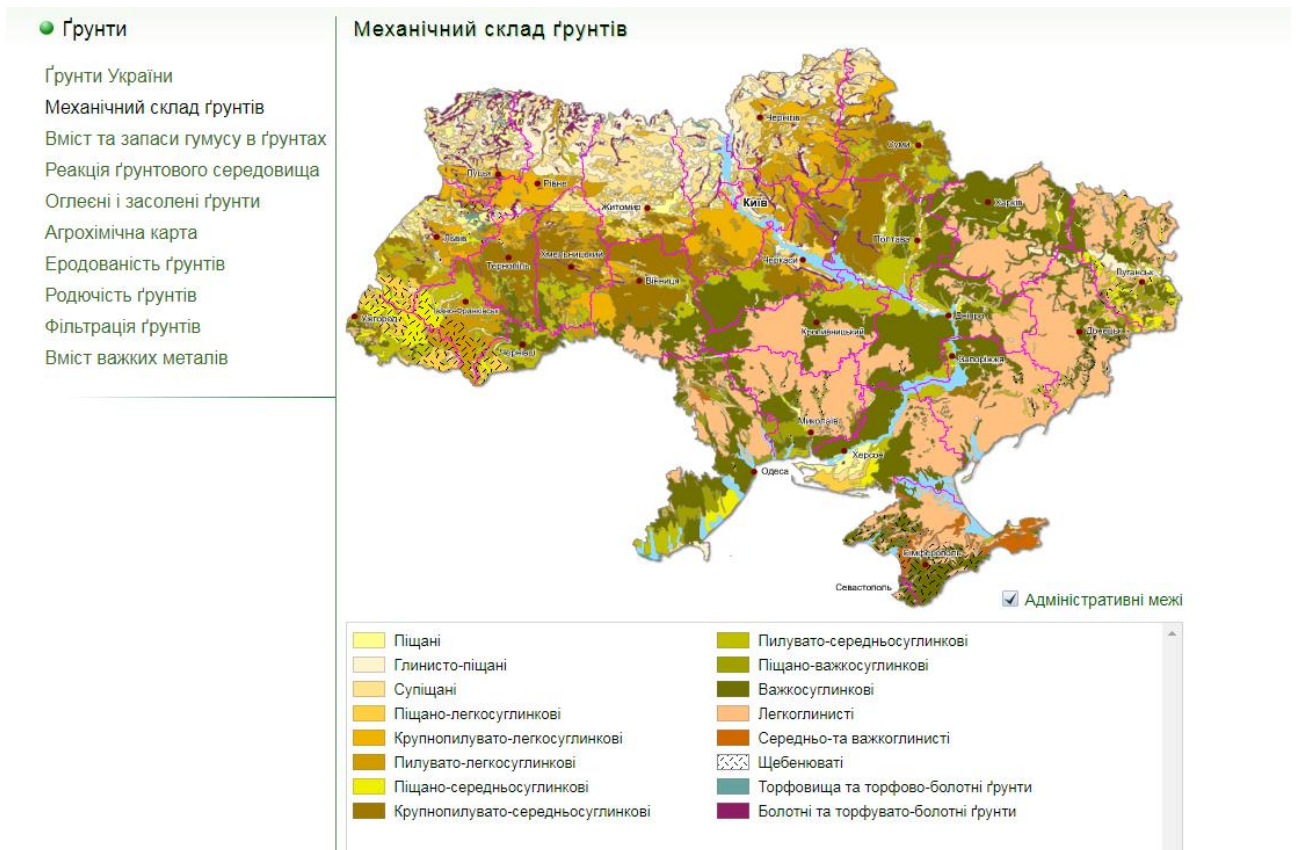 Ґрунти
Ґрунти України
Механічний склад ґрунтів
Вміст та запаси гумусу в ґрунтах
Реакція ґрунтового середовища
Оглеєні і засолені ґрунти
Агрохімічна карта
Еродованість ґрунтів
Родючість ґрунтів
Фільтрація ґрунтів
Вміст важких металів
Механічний склад ґрунтів
Чернігів
Суми
Луцьк
Рівне
Житомир
Київ
Харків
Львів
Тернопіль
Хмельницький
Вінниця
Черкаси
Полтава
Луганськ
Ужгород
Івано-Франківськ
Чернівці
Кропивницький
Дніпро
Донецьк
Запоріжжя
Миколаїв
Херсон
Одеса
Сімферополь
Севастополь
Адміністративні межі
Піщані
Глинисто-піщані
Супіщані
Піщано-легкосуглинкові
Крупнопилувато-легкосуглинкові
Пилувато-легкосуглинкові
Піщано-середньосуглинкові
Крупнопилувато-середньосуглинкові
Пилувато-середньосуглинкові
Піщано-важкосуглинкові
Важкосуглинкові
Легкоглинисті
Середньо-та важкоглинисті
Щебенюваті
Торфовища та торфово-болотні ґрунти
Болотні та торфувато-болотні ґрунти